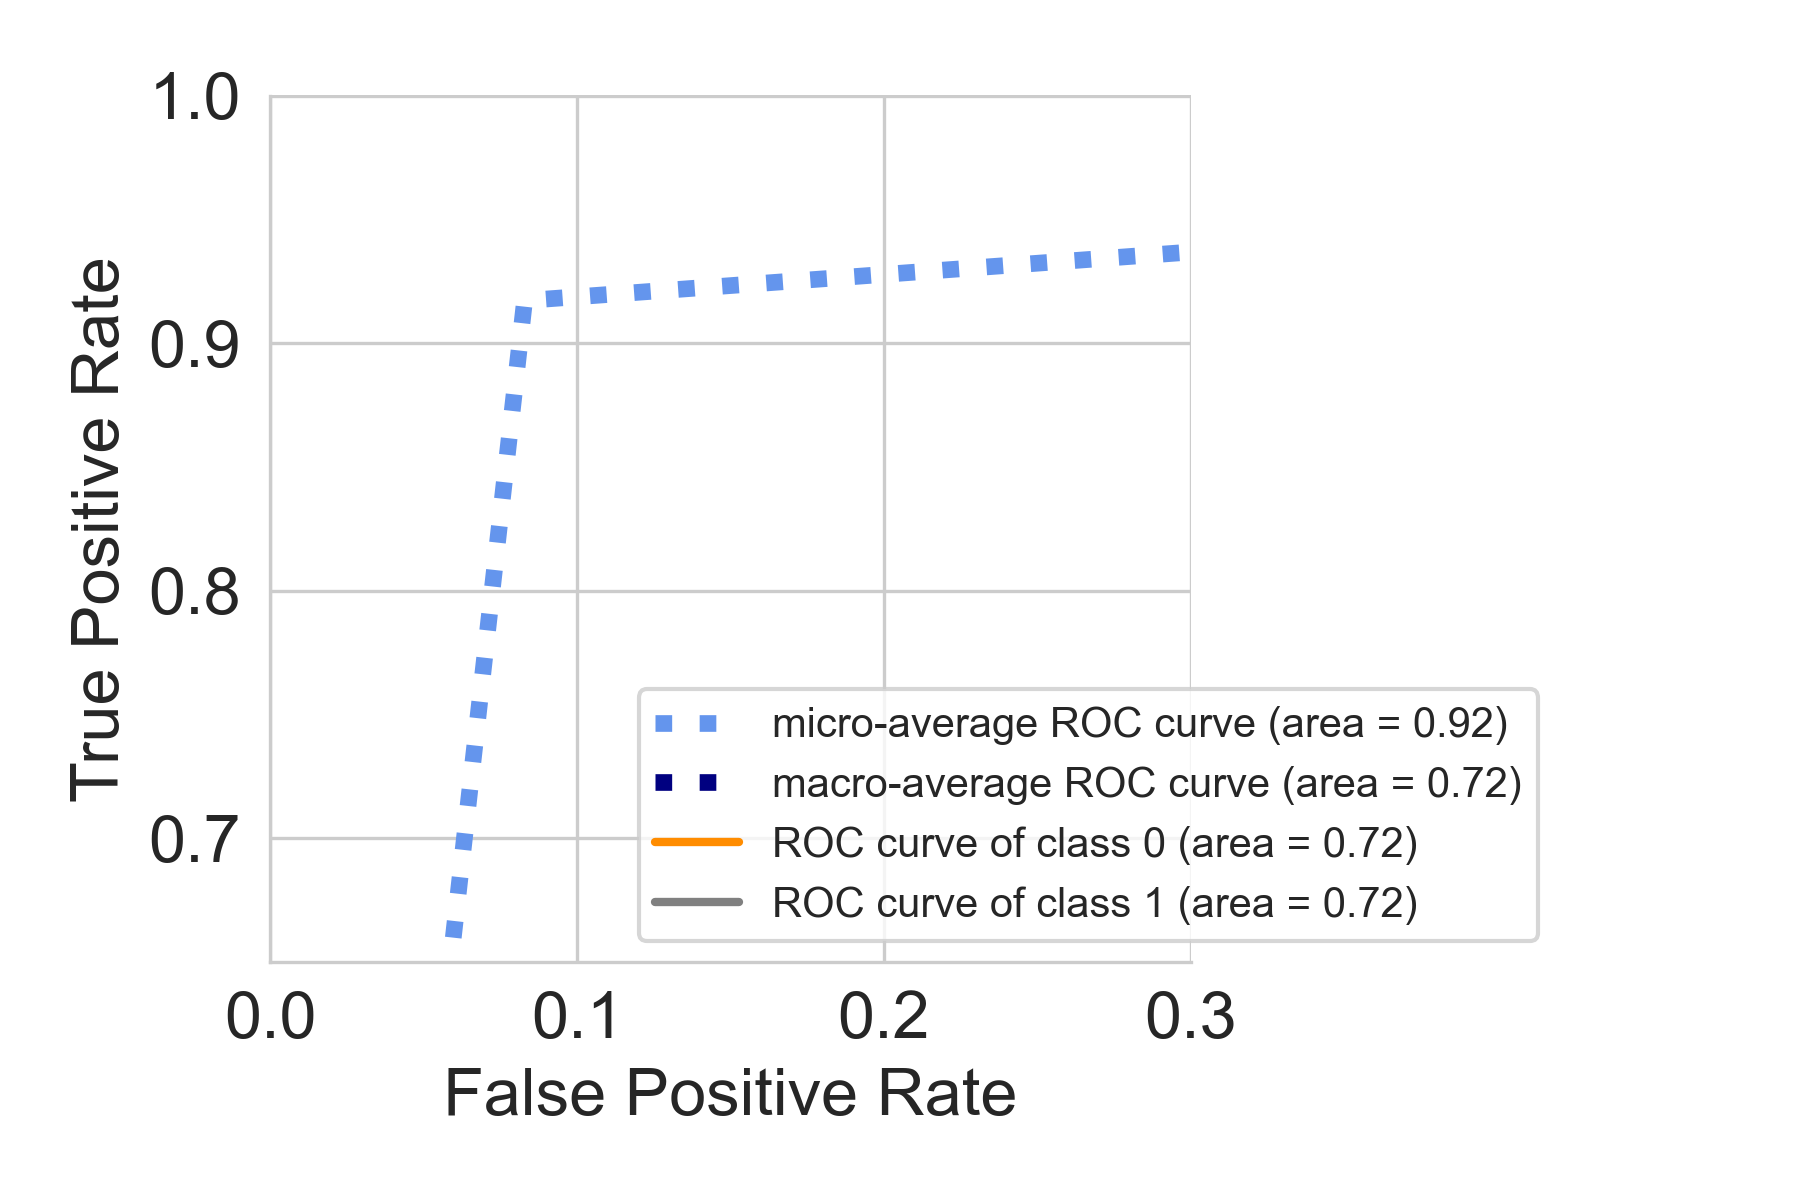 1.0
0.9
0.8
0.7
True Positive Rate
micro-average ROC curve (area = 0.92)
macro-average ROC curve (area = 0.72)
ROC curve of class 0 (area = 0.72)
ROC curve of class 1 (area = 0.72)
0.0 0.1 0.2 0.3
False Positive Rate